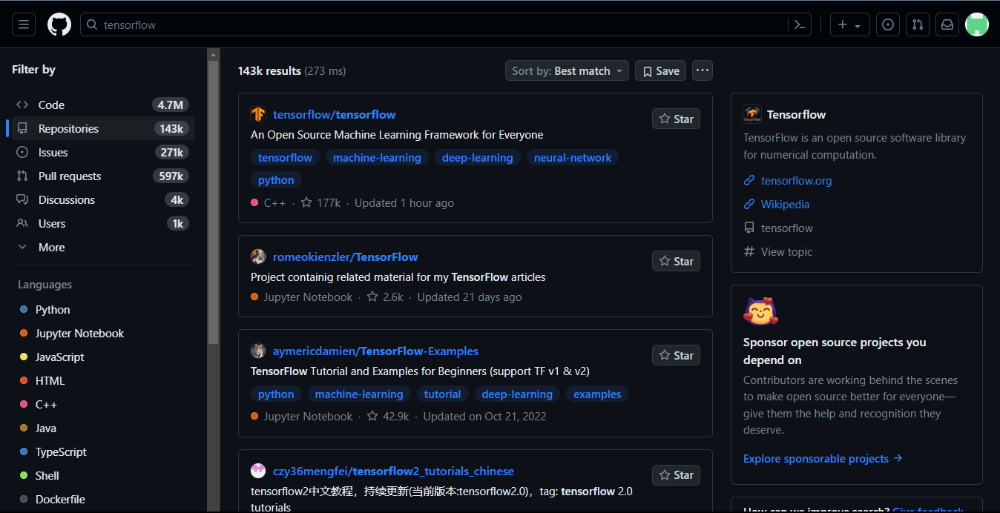 tensorflow
Filter by
Code 4.7M
Repositories 143k
Issues 271k
Pull requests 597k
Discussions 4k
Users 1k
More
Languages
Python
Jupyter Notebook
JavaScript
HTML
C++
Java
TypeScript
Shell
Dockerfile
143k results (273 ms)
Sort by: Best match
Save
tensorflow/tensorflow
Star
An Open Source Machine Learning Framework for Everyone
tensorflow machine-learning deep-learning neural-network
python
C++ · 177k · Updated 1 hour ago
romeokienzler/TensorFlow
Star
Project containig related material for my TensorFlow articles
Jupyter Notebook · 2.6k · Updated 21 days ago
aymericdamien/TensorFlow-Examples
Star
TensorFlow Tutorial and Examples for Beginners (support TF v1 & v2)
python machine-learning tutorial deep-learning examples
Jupyter Notebook · 42.9k · Updated on Oct 21, 2022
czy36mengfei/tensorflow2_tutorials_chinese
Star
tensorflow2中文教程，持续更新(当前版本:tensorflow2.0)，tag: tensorflow 2.0
tutorials
Tensorflow
TensorFlow is an open source software library
for numerical computation.
tensorflow.org
Wikipedia
tensorflow
# View topic
Sponsor open source projects you
depend on
Contributors are working behind the scenes
to make open source better for everyone—
give them the help and recognition they
deserve.
Explore sponsorable projects →
How can we improve search? Give feedback